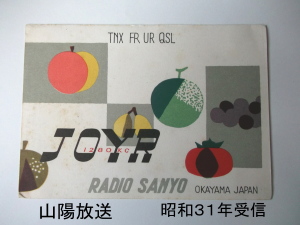 TNX FR UR QSL
JOYR
1280KC
RADIO SANYO
OKAYAMA JAPAN
山陽放送 昭和31年受信